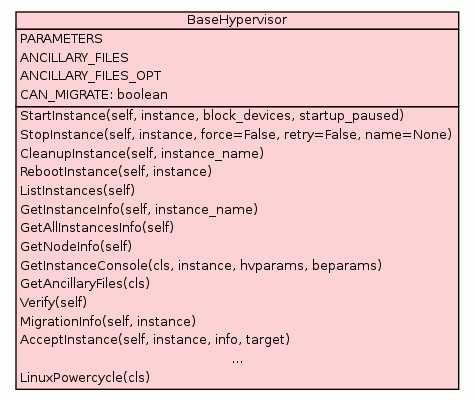 BaseHypervisor
PARAMETERS
ANCILLARY_FILES
ANCILLARY_FILES_OPT
CAN_MIGRATE: boolean
StartInstance(self, instance, block_devices, startup_paused)
StopInstance(self, instance, force=False, retry=False, name=None)
CleanupInstance(self, instance_name)
RebootInstance(self, instance)
ListInstances(self)
GetInstanceInfo(self, instance_name)
GetAllInstancesInfo(self)
GetNodeInfo(self)
GetInstanceConsole(cls, instance, hvparams, beparams)
GetAncillaryFiles(cls)
Verify(self)
MigrationInfo(self, instance)
AcceptInstance(self, instance, info, target)
...
LinuxPowercycle(cls)